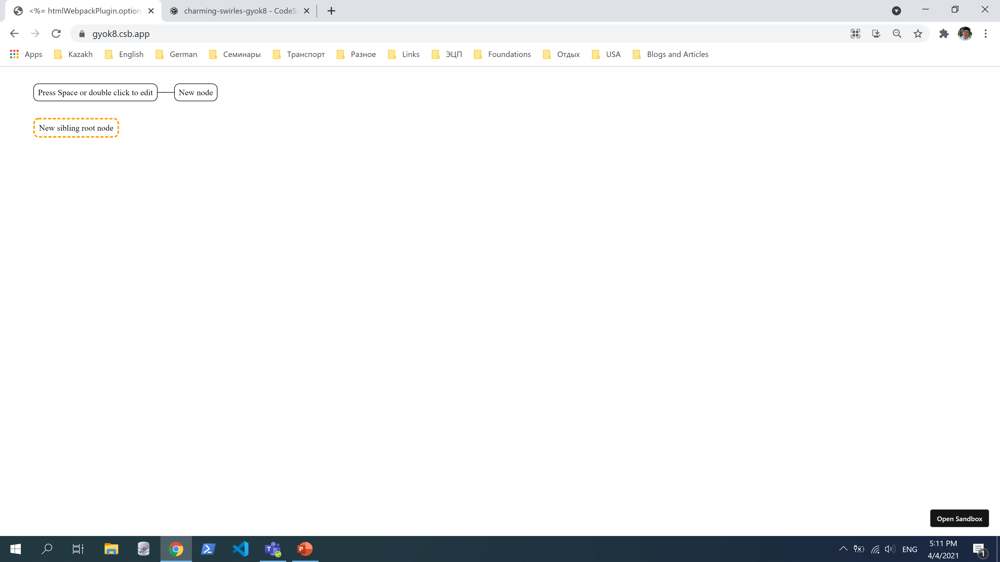 <%= htmlWebpackPlugin.option
charming-swirles-gyok8 - CodeSa
gyok8.csb.app
Apps Kazakh English German Семинары Транспорт Разное Links ЭЦП Foundations Отдых USA Blogs and Articles
Press Space or double click to edit New node
New sibling root node
Open Sandbox
ENG
5:11 PM
4/4/2021
1